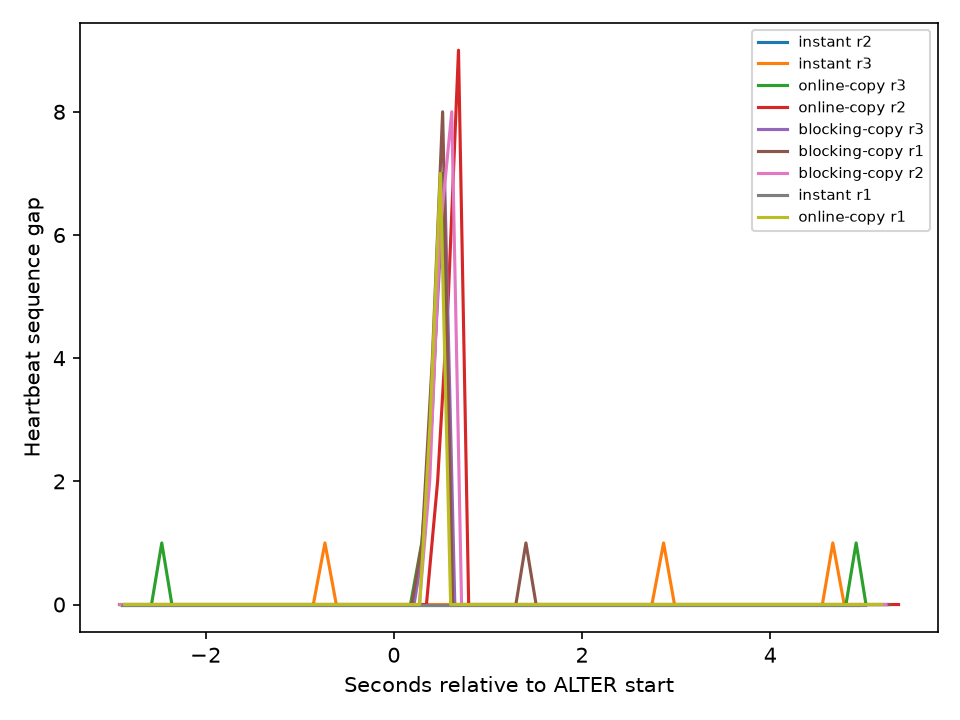 instant r2
instant r3
online-copy r3
online-copy r2
blocking-copy r3
blocking-copy r1
blocking-copy r2
instant r1
online-copy r1
Heartbeat sequence gap
8
6
4
2
0
−2 0 2 4
Seconds relative to ALTER start